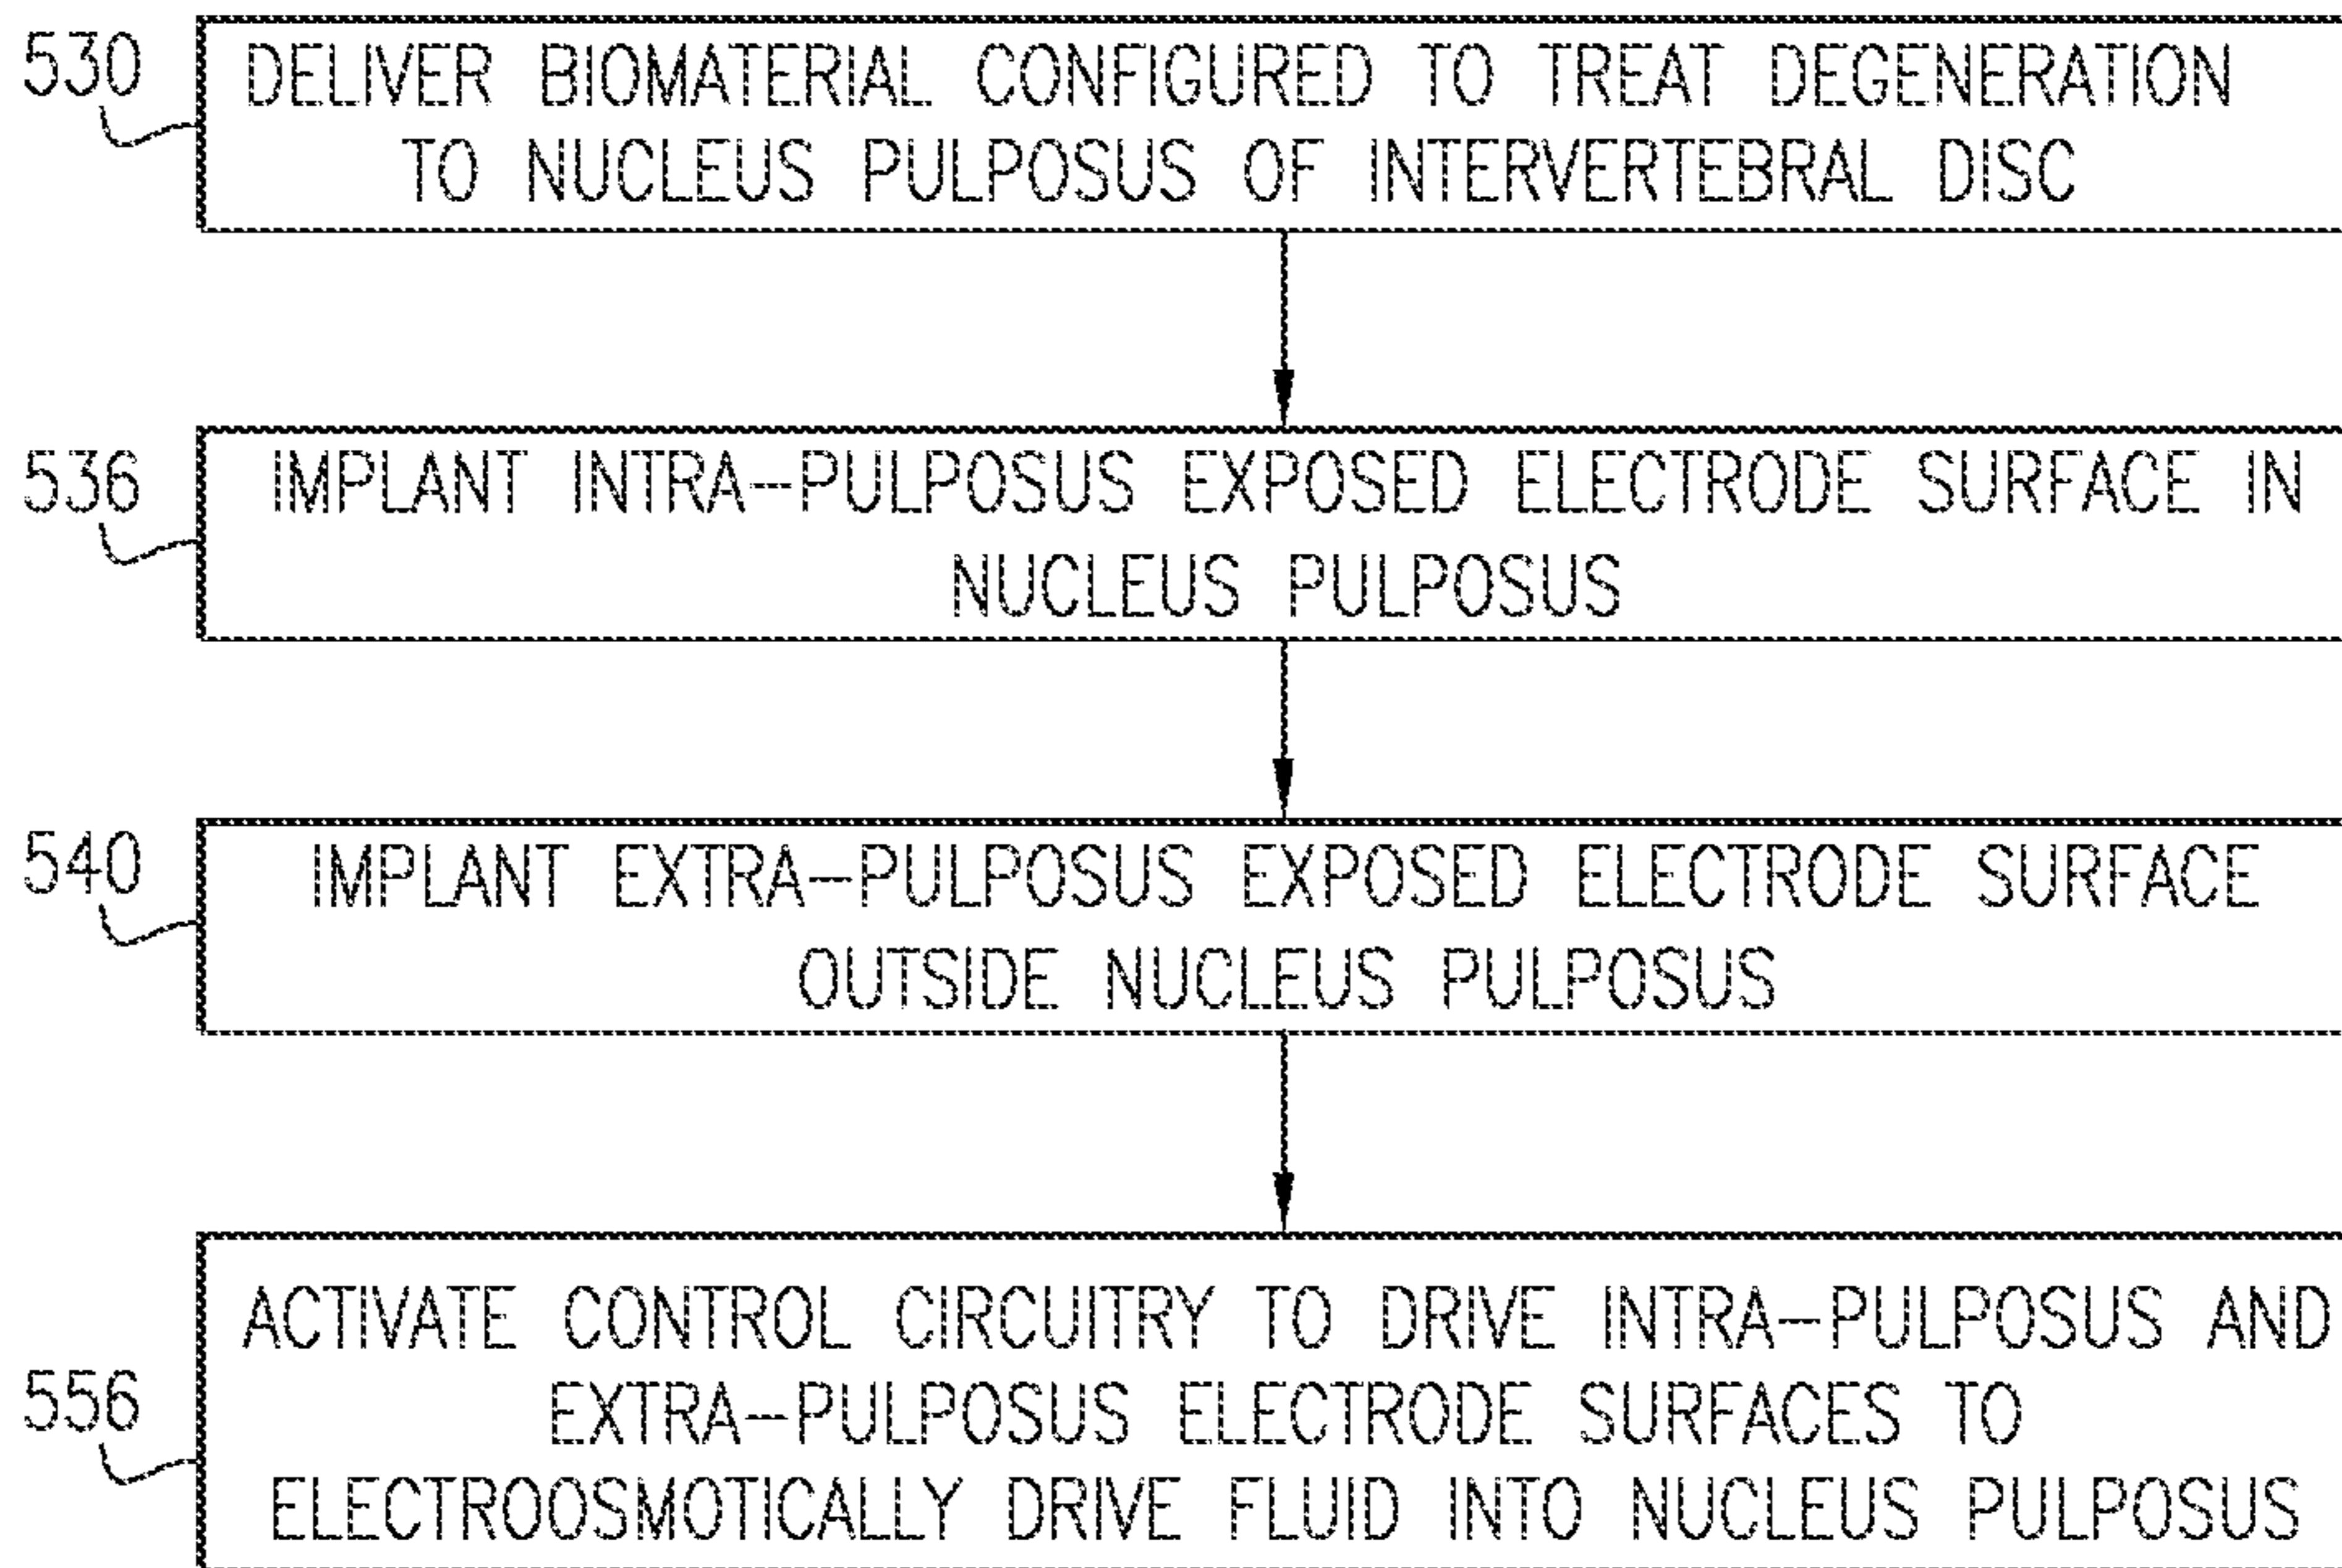 530
DELIVER BIOMATERIAL CONFIGURED TO TREAT DEGENERATION
TO NUCLEUS PULPOSUS OF INTERVERTEBRAL DISC
536
IMPLANT INTRA-PULPOSUS EXPOSED ELECTRODE SURFACE IN
NUCLEUS PULPOSUS
540
IMPLANT EXTRA-PULPOSUS EXPOSED ELECTRODE SURFACE
OUTSIDE NUCLEUS PULPOSUS
556
ACTIVATE CONTROL CIRCUITRY TO DRIVE INTRA-PULPOSUS AND
EXTRA-PULPOSUS ELECTRODE SURFACES TO
ELECTROOSMOTICALLY DRIVE FLUID INTO NUCLEUS PULPOSUS